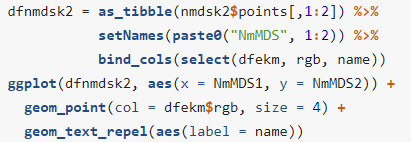 dfnmdsk2 = as_tibble(nmdsk2$points[,1:2]) %>%
setNames(paste0("NmMDS", 1:2)) %>%
bind_cols(select(dfekm, rgb, name))
ggplot(dfnmdsk2, aes(x = NmMDS1, y = NmMDS2)) +
geom_point(col = dfekm$rgb, size = 4) +
geom_text_repel(aes(label = name))